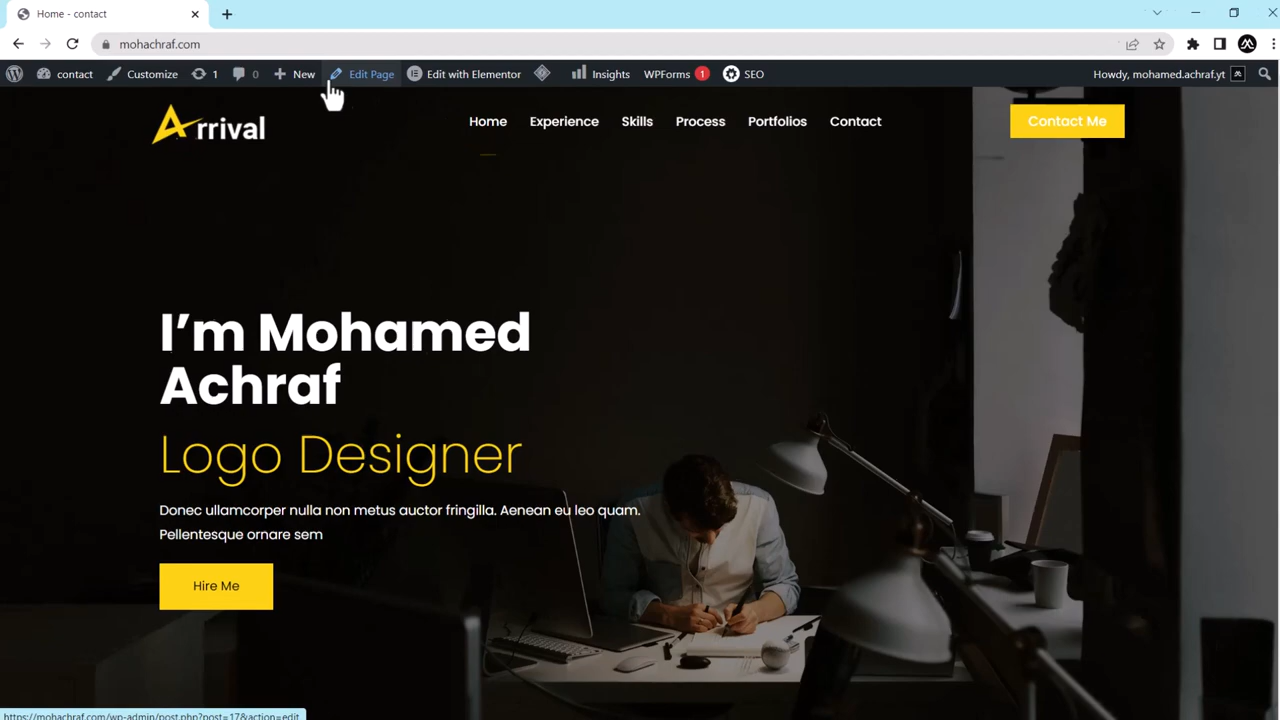 Home - contact
mohachraf.com
contact Customize 1 0 New Edit Page Edit with Elementor Insights WPForms 1 SEO Howdy, mohamed.achraf.yt
Arrival Home Experience Skills Process Portfolios Contact Contact Me
I’m Mohamed
Achraf
Logo Designer
Donec ullamcorper nulla non metus auctor fringilla. Aenean eu leo quam.
Pellentesque ornare sem
Hire Me
https://mohachraf.com/wp-admin/post.php?post=17&action=edit